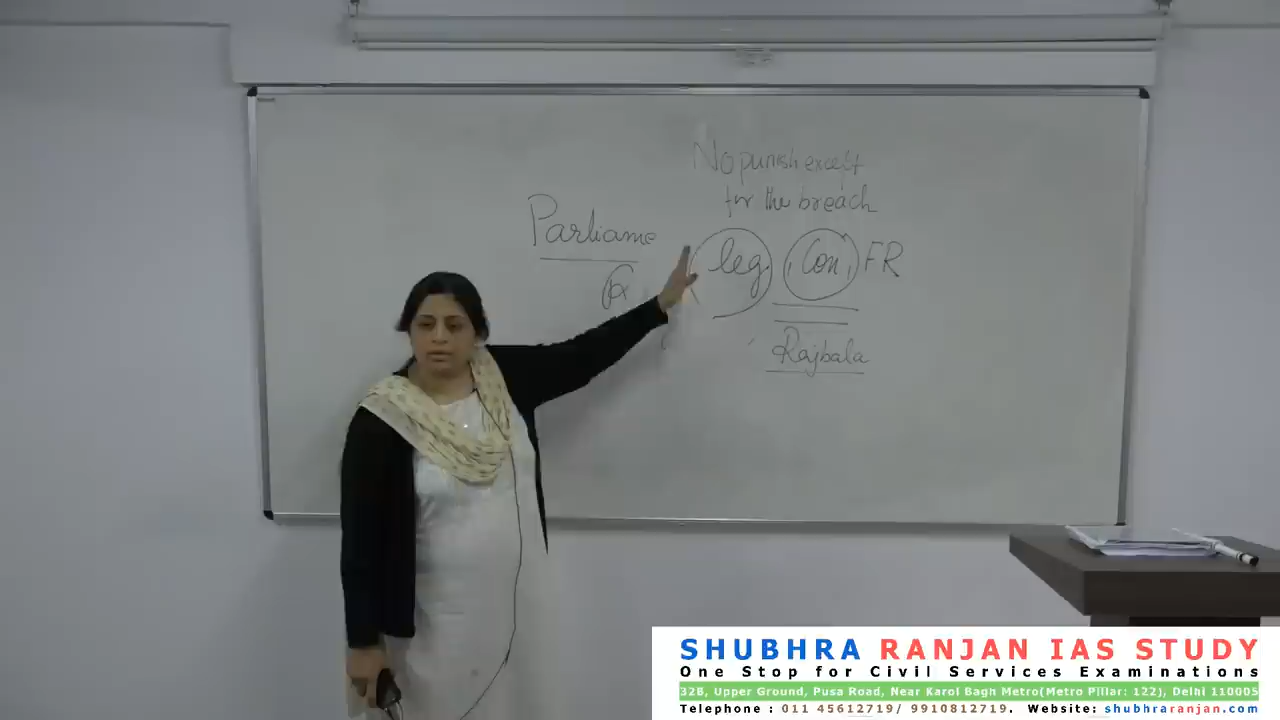 No punish except
for the breach
Parliame
leg Con FR
Rajbala
SHUBHRA RANJAN IAS STUDY
One Stop for Civil Services Examinations
32B, Upper Ground, Pusa Road, Near Karol Bagh Metro(Metro Pillar: 122), Delhi 110005
Telephone : 011 45612719/ 9910812719. Website: shubhraranjan.com